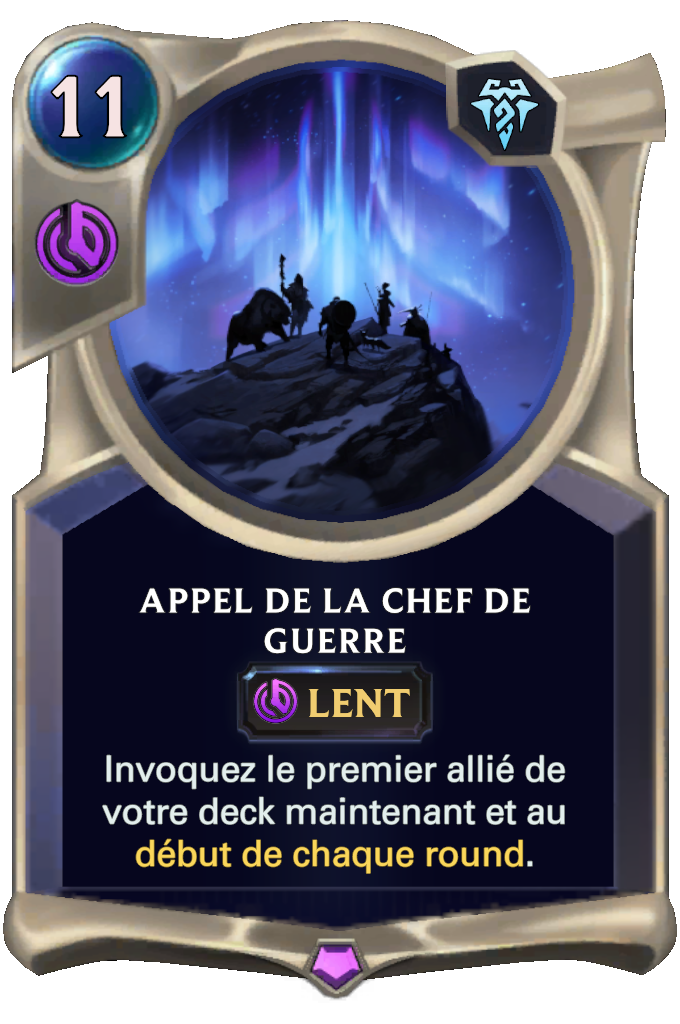 11
APPEL DE LA CHEF DE
GUERRE
LENT
Invoquez le premier allié de
votre deck maintenant et au
début de chaque round.